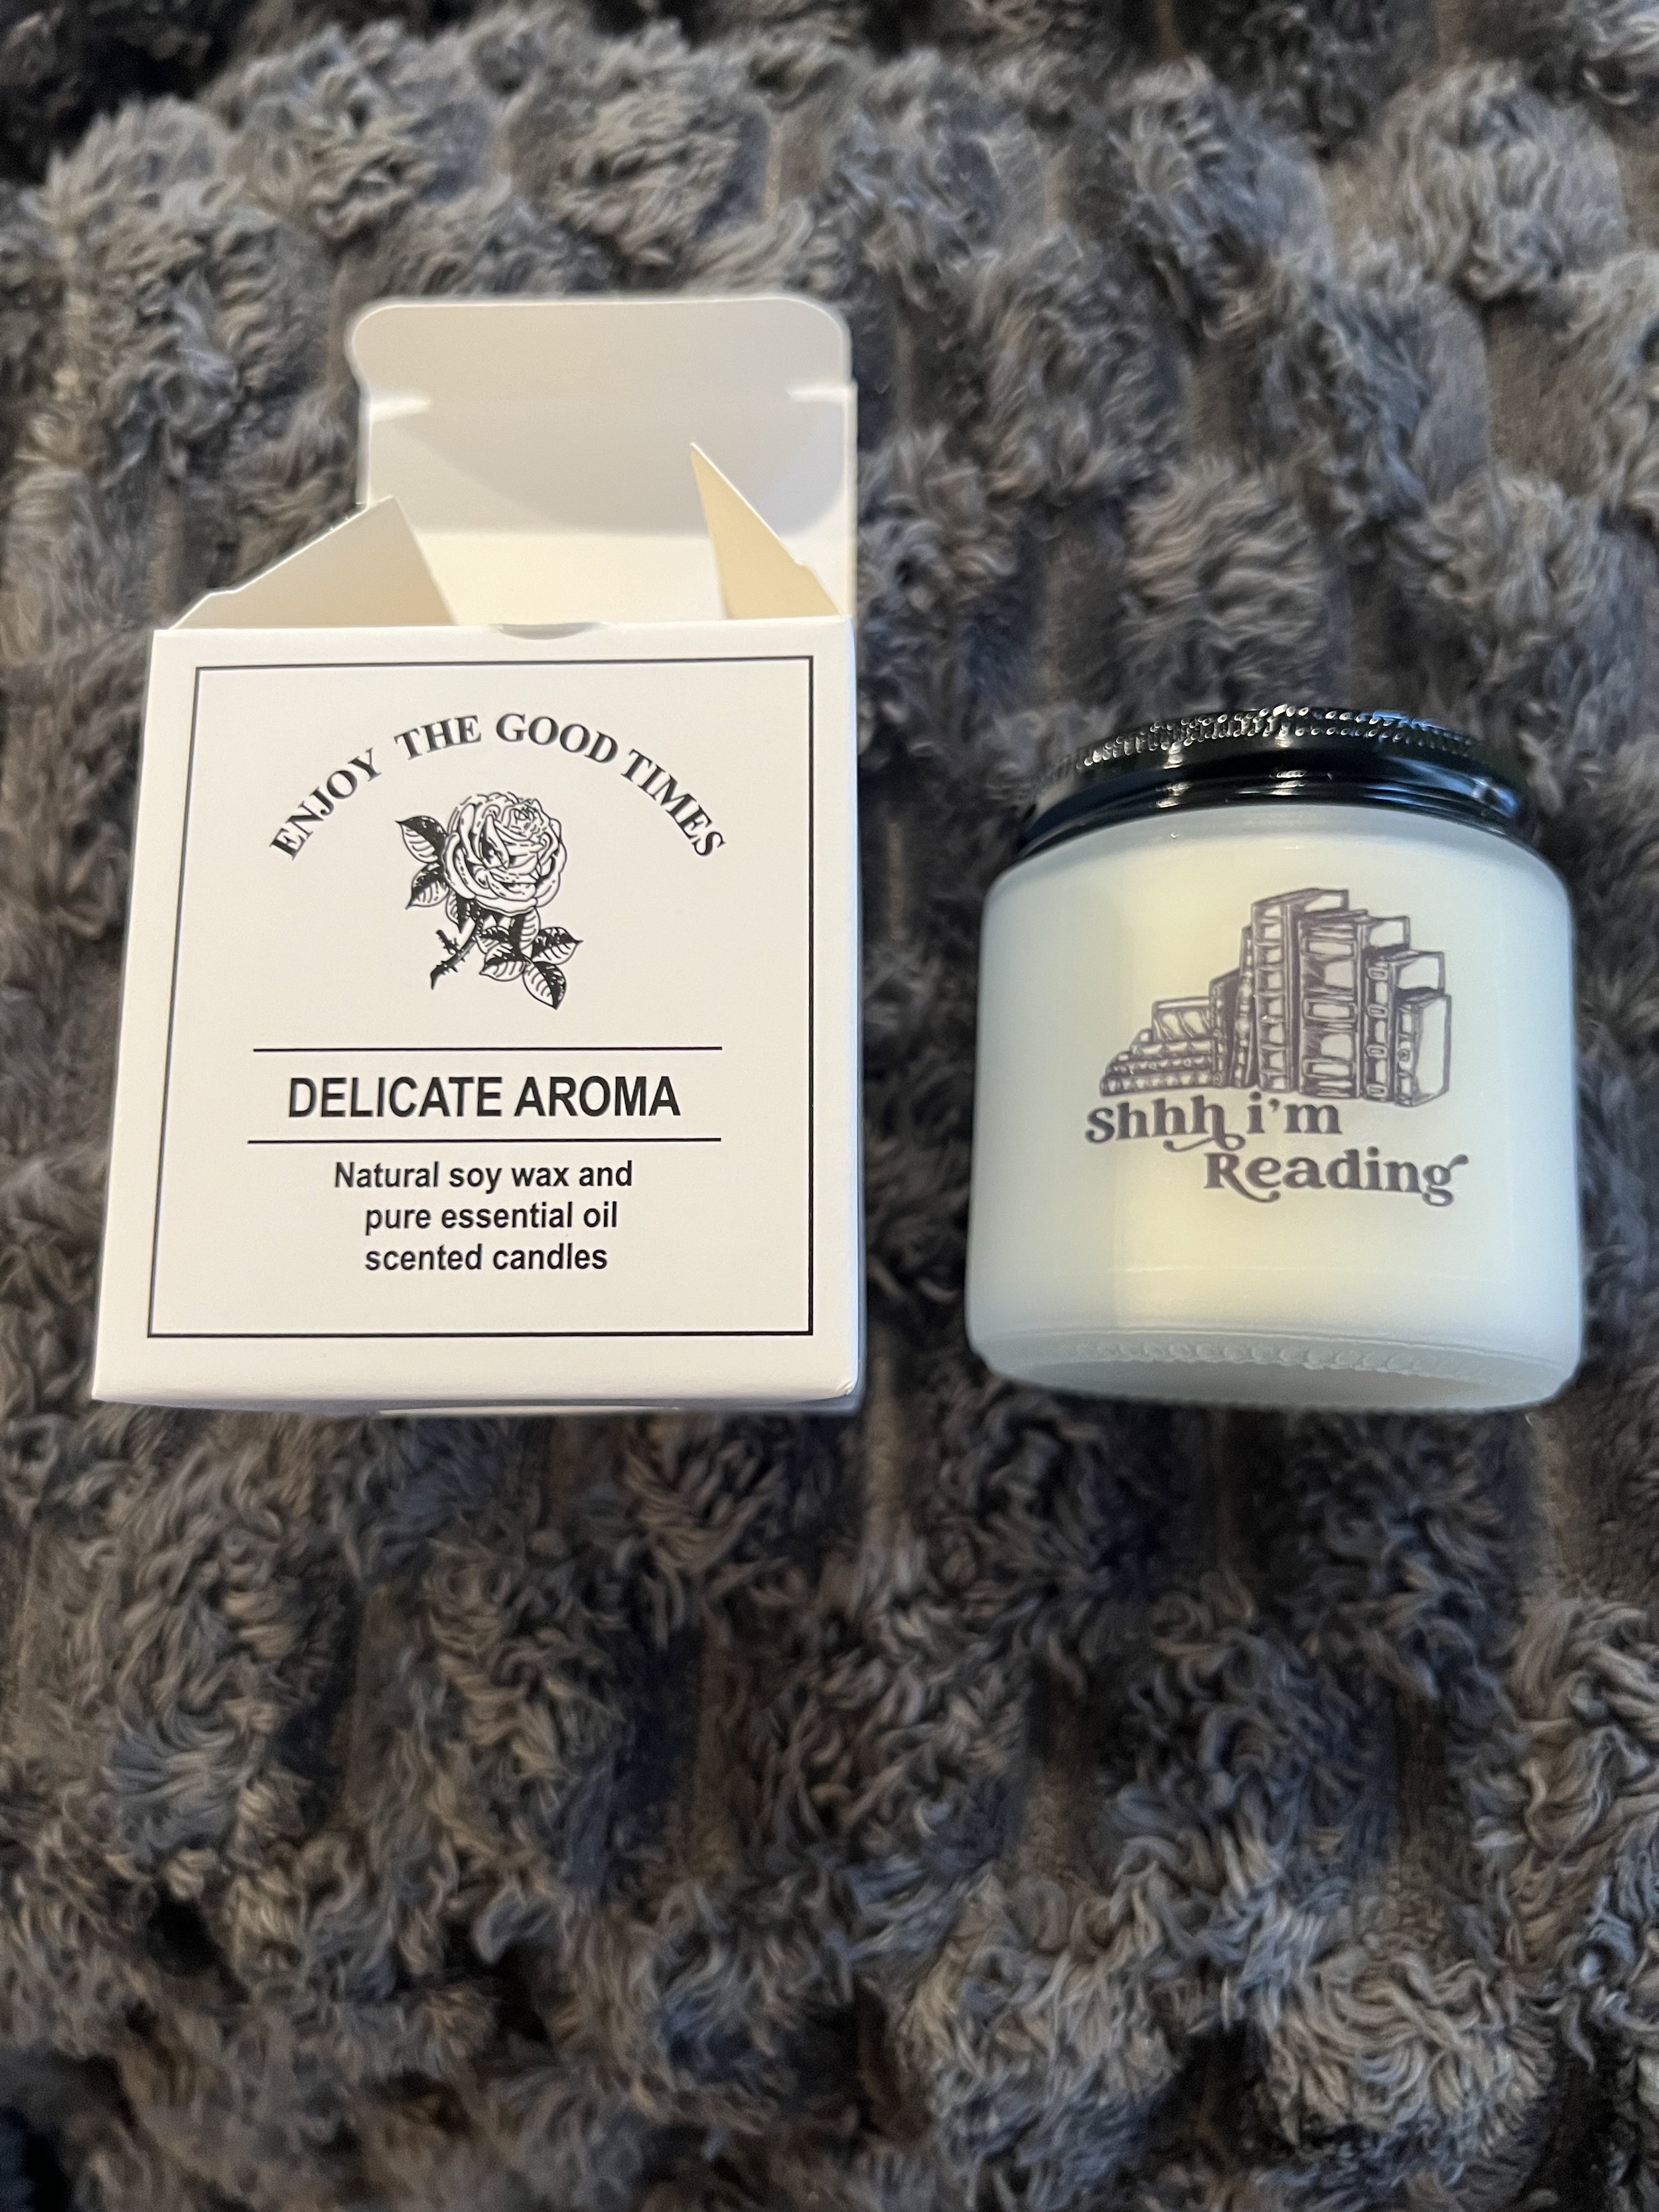 ENJOY THE GOOD TIMES
DELICATE AROMA
Natural soy wax and
pure essential oil
scented candles
shhh i'm
Reading